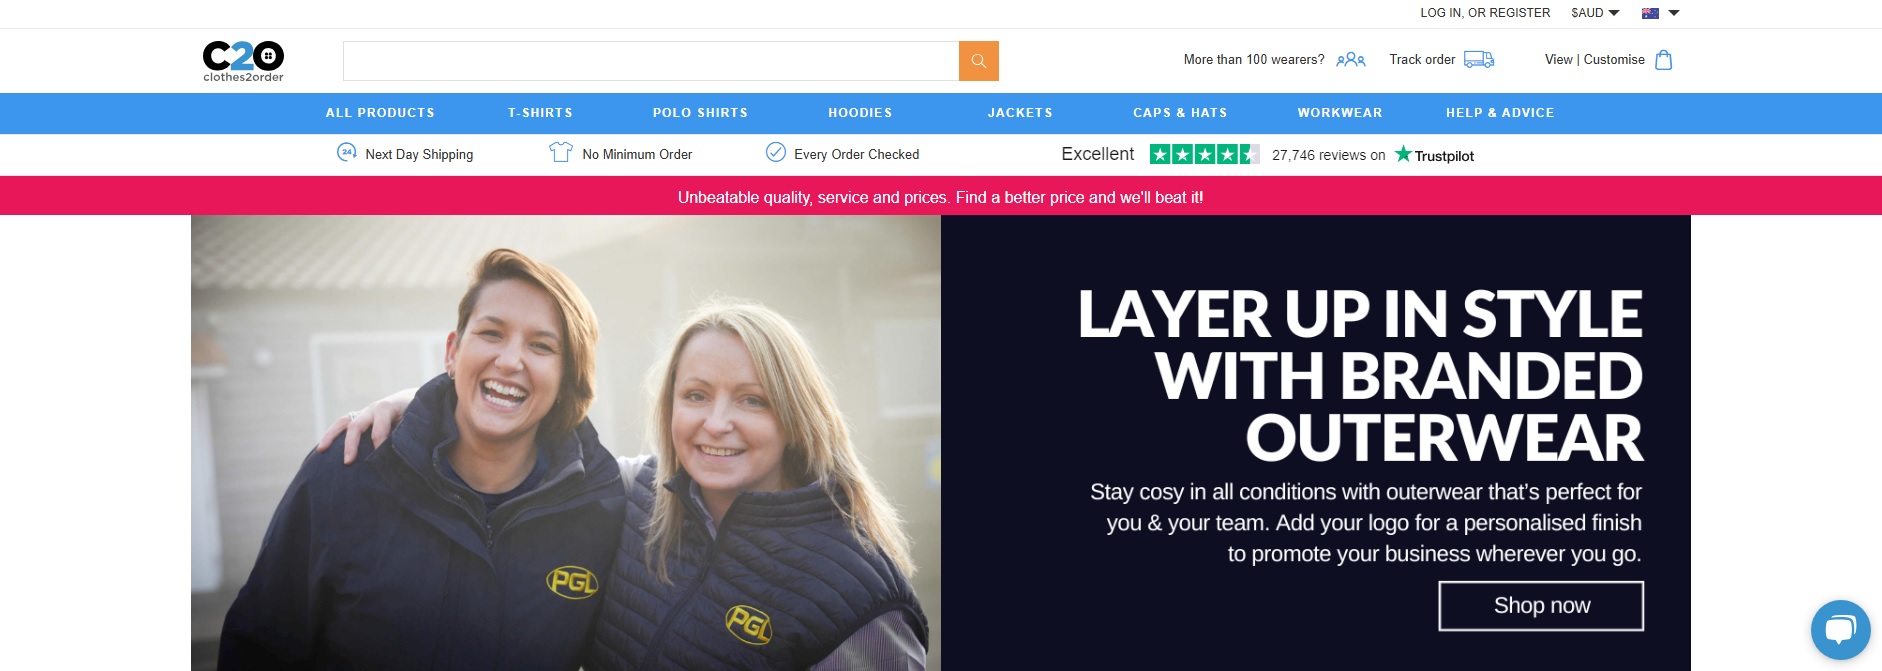 LOG IN, OR REGISTER
$AUD
C2O
clothes2order
More than 100 wearers?
Track order
View | Customise
ALL PRODUCTS
T-SHIRTS
POLO SHIRTS
HOODIES
JACKETS
CAPS & HATS
WORKWEAR
HELP & ADVICE
24
Next Day Shipping
No Minimum Order
Every Order Checked
Excellent
27,746 reviews on
Trustpilot
Unbeatable quality, service and prices. Find a better price and we'll beat it!
LAYER UP IN STYLE
WITH BRANDED
OUTERWEAR
Stay cosy in all conditions with outerwear that's perfect for
you & your team. Add your logo for a personalised finish
to promote your business wherever you go.
Shop now
PGL
PGL